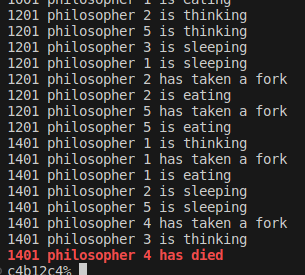 1001 philosopher 1 is eating
1201 philosopher 2 is thinking
1201 philosopher 5 is thinking
1201 philosopher 3 is sleeping
1201 philosopher 1 is sleeping
1201 philosopher 2 has taken a fork
1201 philosopher 2 is eating
1201 philosopher 5 has taken a fork
1201 philosopher 5 is eating
1401 philosopher 1 is thinking
1401 philosopher 1 has taken a fork
1401 philosopher 1 is eating
1401 philosopher 2 is sleeping
1401 philosopher 5 is sleeping
1401 philosopher 4 has taken a fork
1401 philosopher 3 is thinking
1401 philosopher 4 has died
c4b12c4%